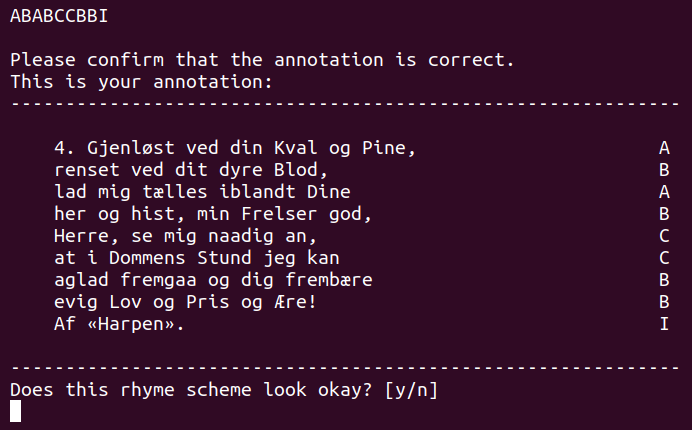 ABABCCBBI
Please confirm that the annotation is correct.
This is your annotation:
-------------------------------------------------------------
4. Gjenløst ved din Kval og Pine, A
renset ved dit dyre Blod, B
lad mig tælles iblandt Dine A
her og hist, min Frelser god, B
Herre, se mig naadig an, C
at i Dommens Stund jeg kan C
aglad fremgaa og dig frembære B
evig Lov og Pris og Ære! B
Af «Harpen». I
-------------------------------------------------------------
Does this rhyme scheme look okay? [y/n]